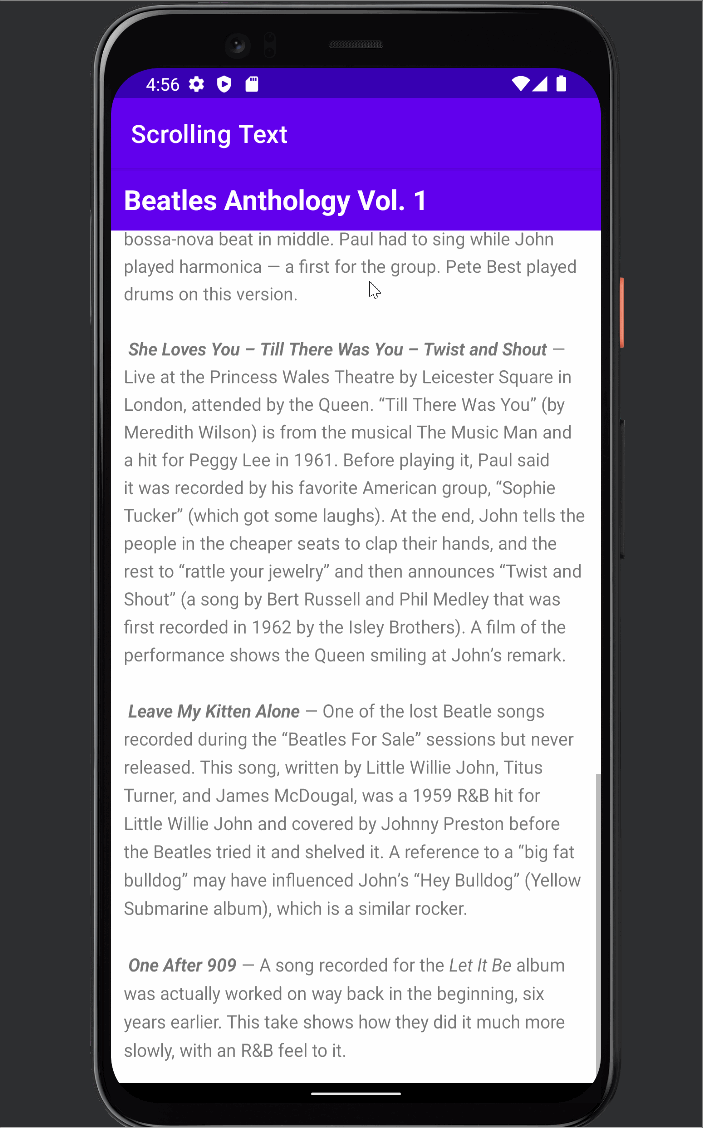 4:56
Scrolling Text
Beatles Anthology Vol. 1
bossa-nova beat in middle. Paul had to sing while John
played harmonica — a first for the group. Pete Best played
drums on this version.
She Loves You – Till There Was You – Twist and Shout —
Live at the Princess Wales Theatre by Leicester Square in
London, attended by the Queen. “Till There Was You” (by
Meredith Wilson) is from the musical The Music Man and
a hit for Peggy Lee in 1961. Before playing it, Paul said
it was recorded by his favorite American group, “Sophie
Tucker” (which got some laughs). At the end, John tells the
people in the cheaper seats to clap their hands, and the
rest to “rattle your jewelry” and then announces “Twist and
Shout” (a song by Bert Russell and Phil Medley that was
first recorded in 1962 by the Isley Brothers). A film of the
performance shows the Queen smiling at John’s remark.
Leave My Kitten Alone — One of the lost Beatle songs
recorded during the “Beatles For Sale” sessions but never
released. This song, written by Little Willie John, Titus
Turner, and James McDougal, was a 1959 R&B hit for
Little Willie John and covered by Johnny Preston before
the Beatles tried it and shelved it. A reference to a “big fat
bulldog” may have influenced John’s “Hey Bulldog” (Yellow
Submarine album), which is a similar rocker.
One After 909 — A song recorded for the Let It Be album
was actually worked on way back in the beginning, six
years earlier. This take shows how they did it much more
slowly, with an R&B feel to it.